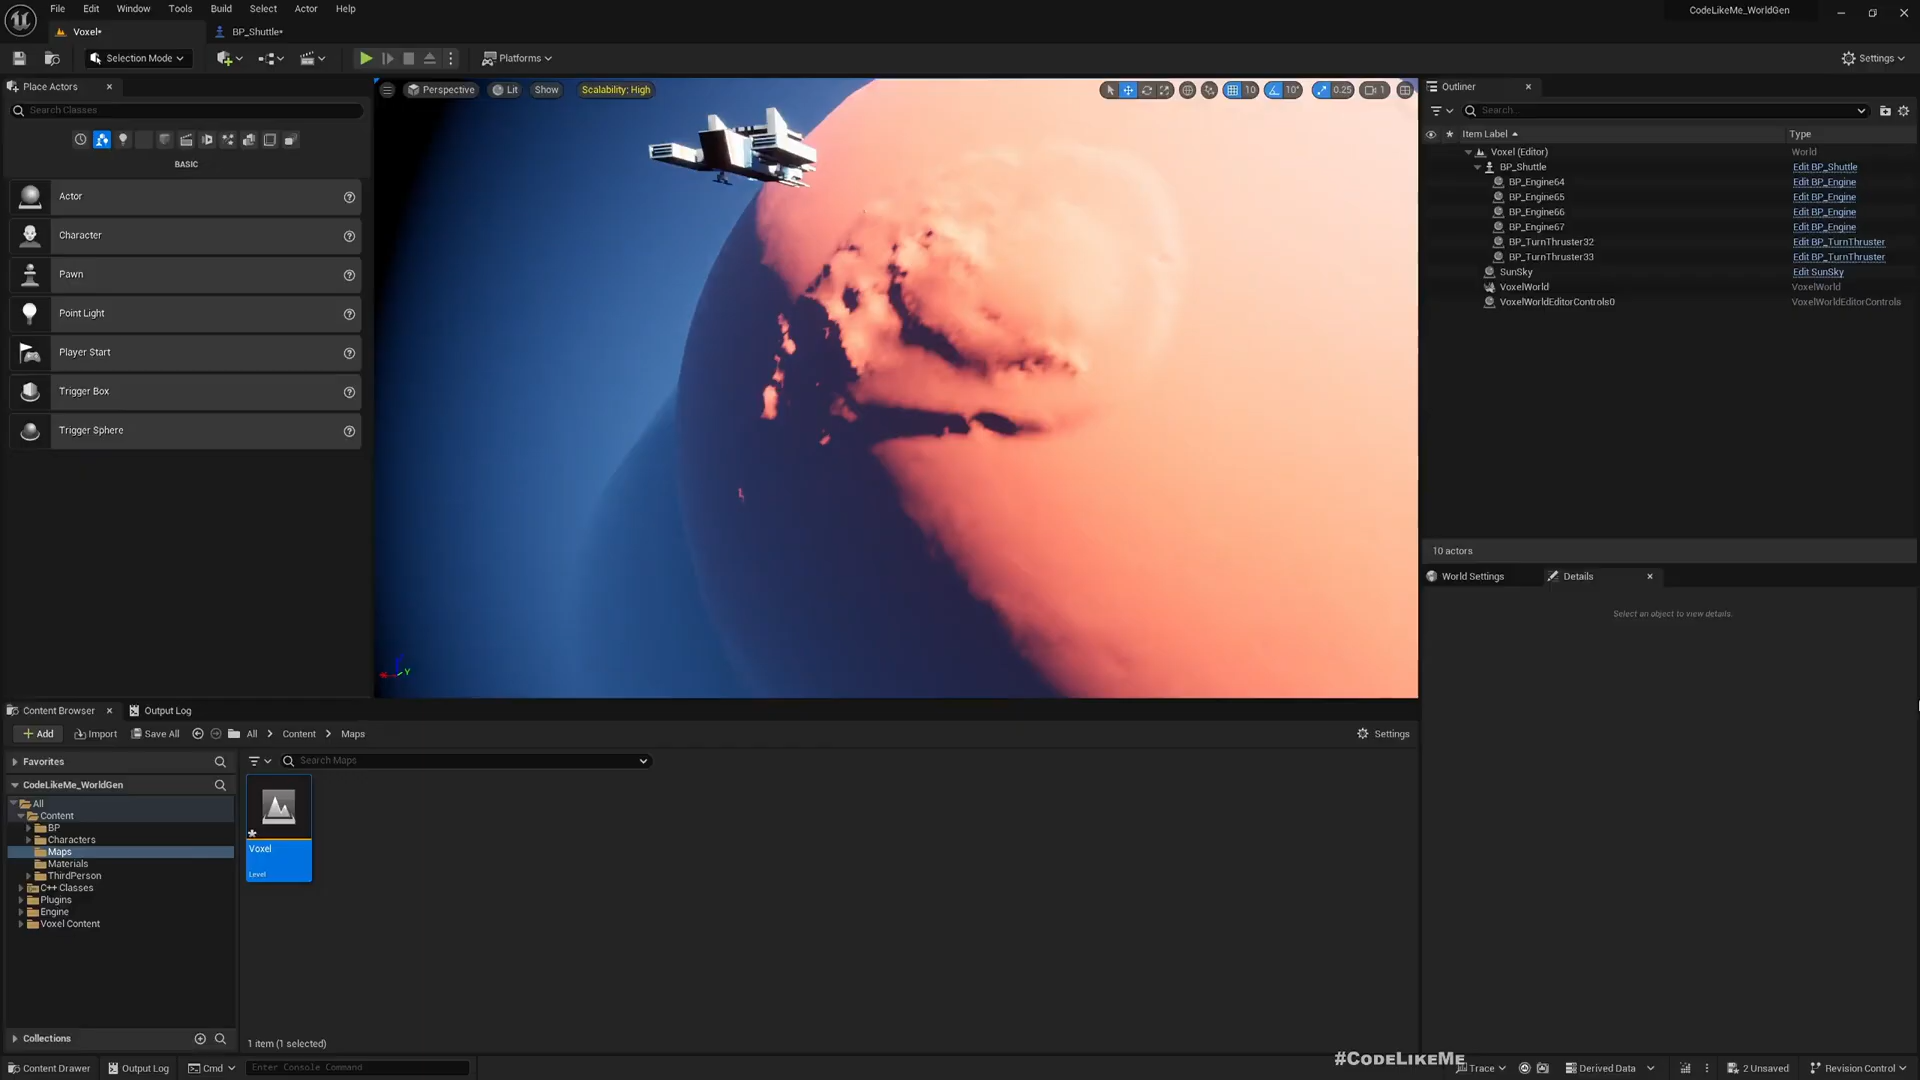 File Edit Window Tools Build Select Actor Help
CodeLikeMe_WorldGen
Voxel*
BP_Shuttle*
Selection Mode
Platforms
Settings
Place Actors
Search Classes
BASIC
Actor
Character
Pawn
Point Light
Player Start
Trigger Box
Trigger Sphere
Perspective
Lit
Show
Scalability: High
10
10°
0.25
1
Y
Outliner
Search...
Item Label
Type
Voxel (Editor)
World
BP_Shuttle
Edit BP_Shuttle
BP_Engine64
Edit BP_Engine
BP_Engine65
Edit BP_Engine
BP_Engine66
Edit BP_Engine
BP_Engine67
Edit BP_Engine
BP_TurnThruster32
Edit BP_TurnThruster
BP_TurnThruster33
Edit BP_TurnThruster
SunSky
Edit SunSky
VoxelWorld
VoxelWorld
VoxelWorldEditorControls0
VoxelWorldEditorControls
10 actors
World Settings
Details
Select an object to view details.
Content Browser
Output Log
Add
Import
Save All
All
Content
Maps
Settings
Favorites
CodeLikeMe_WorldGen
All
Content
BP
Characters
Maps
Materials
ThirdPerson
C++ Classes
Plugins
Engine
Voxel Content
Collections
Search Maps
Voxel
Level
1 item (1 selected)
#CodeLikeMe
Content Drawer
Output Log
Cmd
Enter Console Command
Trace
Derived Data
2 Unsaved
Revision Control